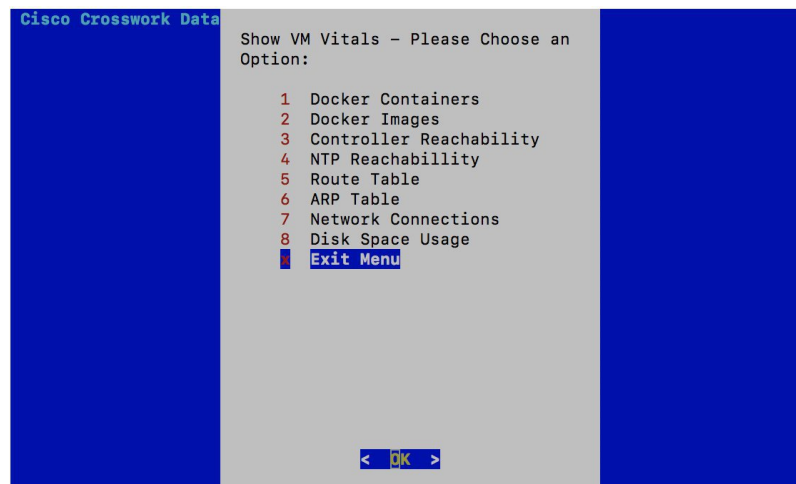 Cisco Crosswork Data
Show VM Vitals – Please Choose an
Option:
1 Docker Containers
2 Docker Images
3 Controller Reachability
4 NTP Reachabillity
5 Route Table
6 ARP Table
7 Network Connections
8 Disk Space Usage
x Exit Menu
< OK >